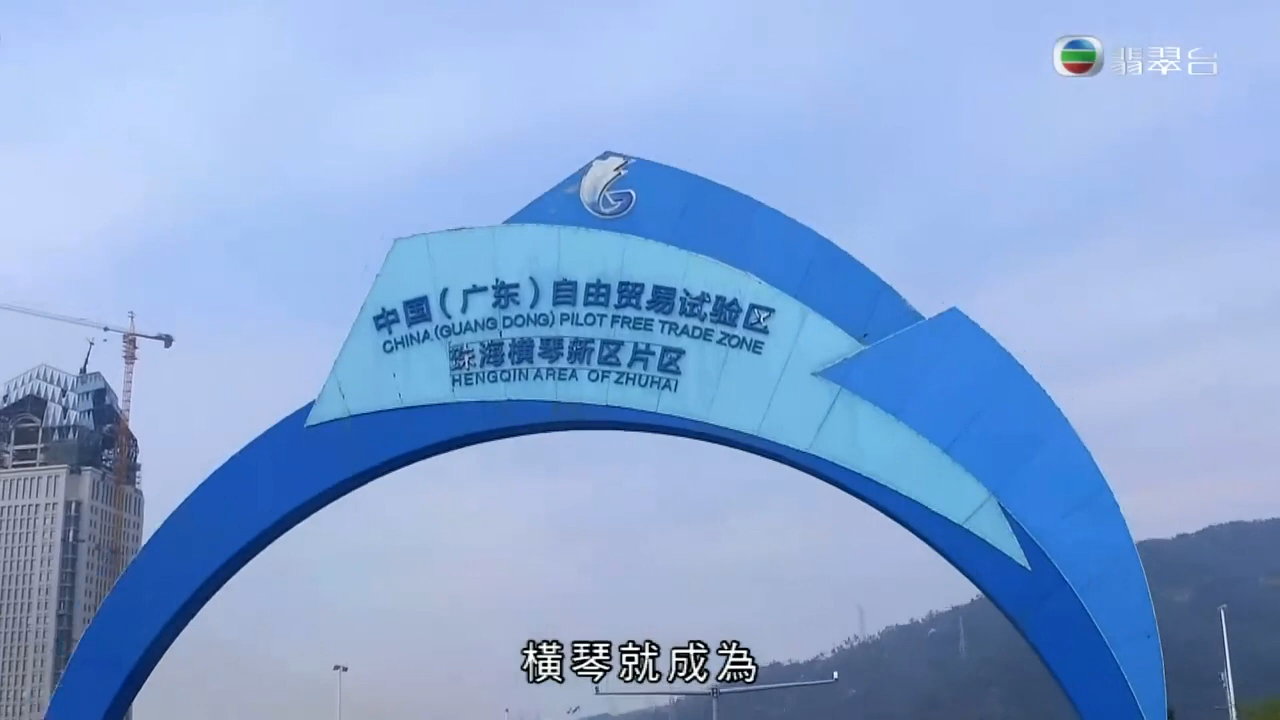 翡翠台
中国（广东）自由贸易试验区
CHINA (GUANG DONG) PILOT FREE TRADE ZONE
珠海横琴新区片区
HENGQIN AREA OF ZHUHAI
橫琴就成為